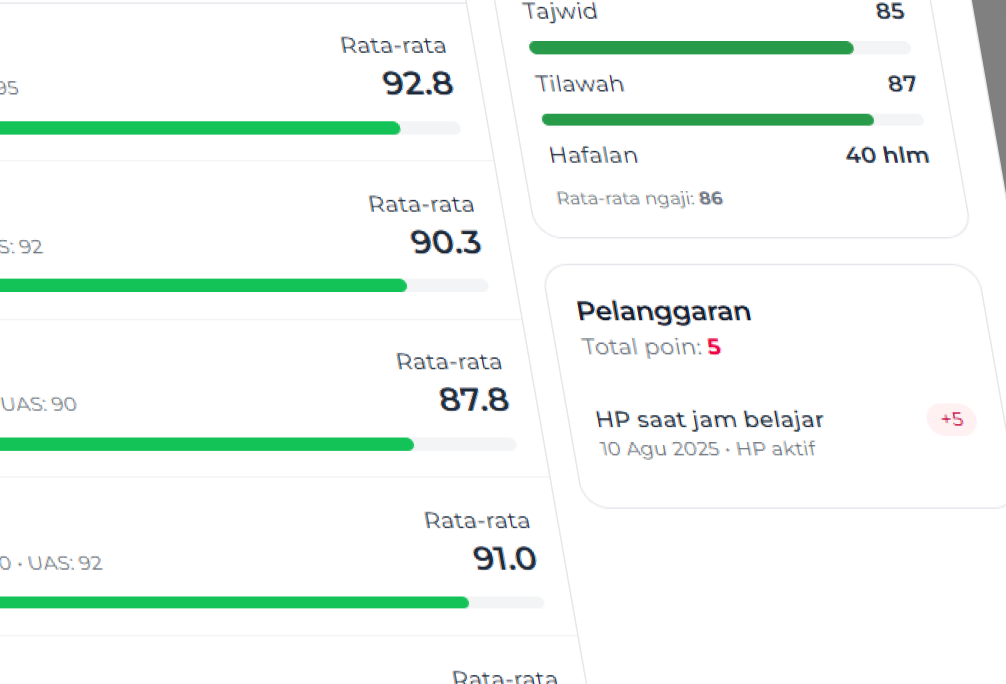 Rata-rata
95
92.8
Rata-rata
S: 92
90.3
Rata-rata
UAS: 90
87.8
Rata-rata
0 • UAS: 92
91.0
Rata-rata
Tajwid 85
Tilawah 87
Hafalan 40 hlm
Rata-rata ngaji: 86
Pelanggaran
Total poin: 5
HP saat jam belajar +5
10 Agu 2025 • HP aktif